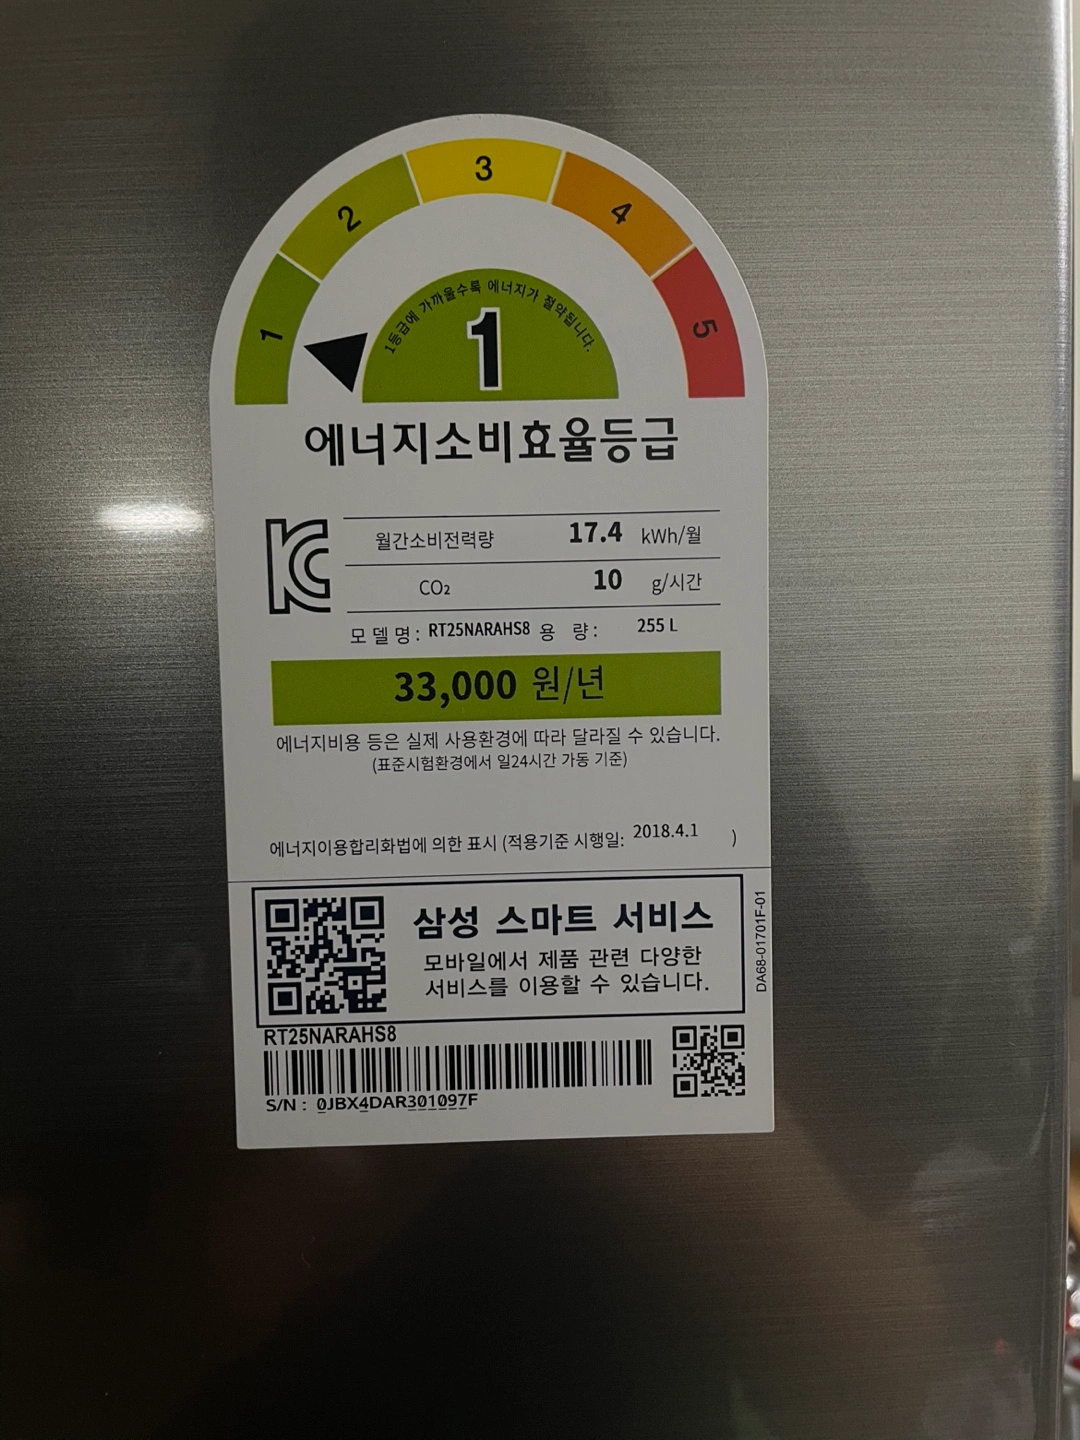 1 2 3 4 5
1등급에 가까울수록 에너지가 절약됩니다.
1
에너지소비효율등급
월간소비전력량 17.4 kWh/월
CO₂ 10 g/시간
모델명: RT25NARAHS8 용 량: 255 L
33,000 원/년
에너지비용 등은 실제 사용환경에 따라 달라질 수 있습니다.
(표준시험환경에서 일24시간 가동 기준)
에너지이용합리화법에 의한 표시 (적용기준 시행일: 2018.4.1 )
삼성 스마트 서비스
모바일에서 제품 관련 다양한
서비스를 이용할 수 있습니다.
DA68-01701F-01
RT25NARAHS8
S/N : 0JBX4DAR301097F